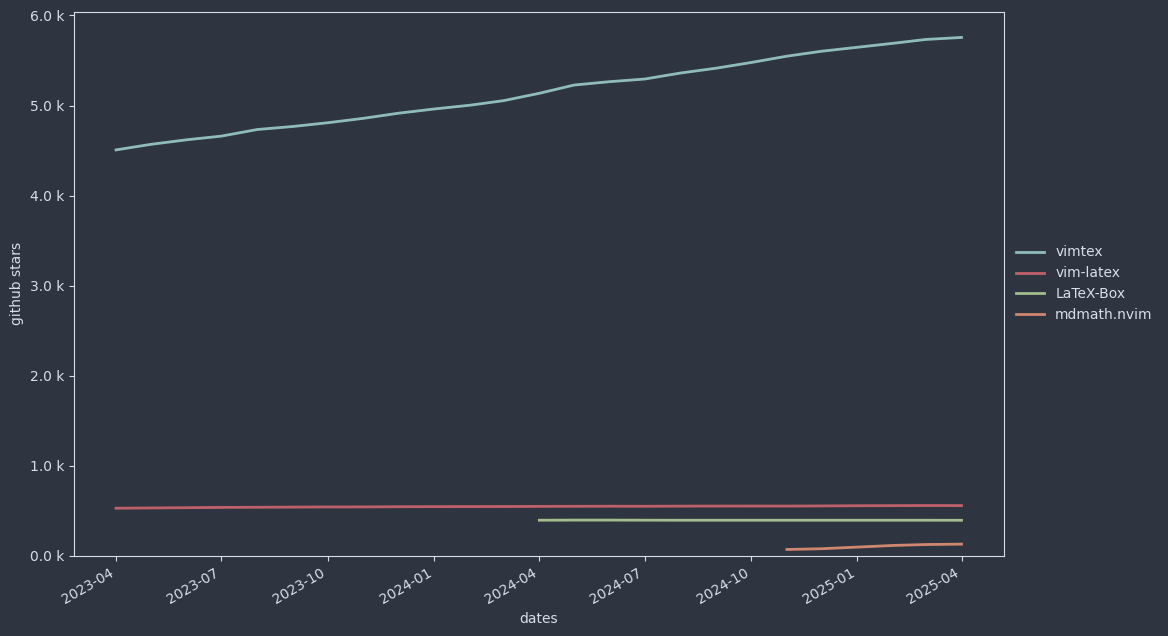 6.0 k
5.0 k
4.0 k
3.0 k
2.0 k
1.0 k
0.0 k
github stars
2023-04
2023-07
2023-10
2024-01
2024-04
2024-07
2024-10
2025-01
2025-04
dates
vimtex
vim-latex
LaTeX-Box
mdmath.nvim